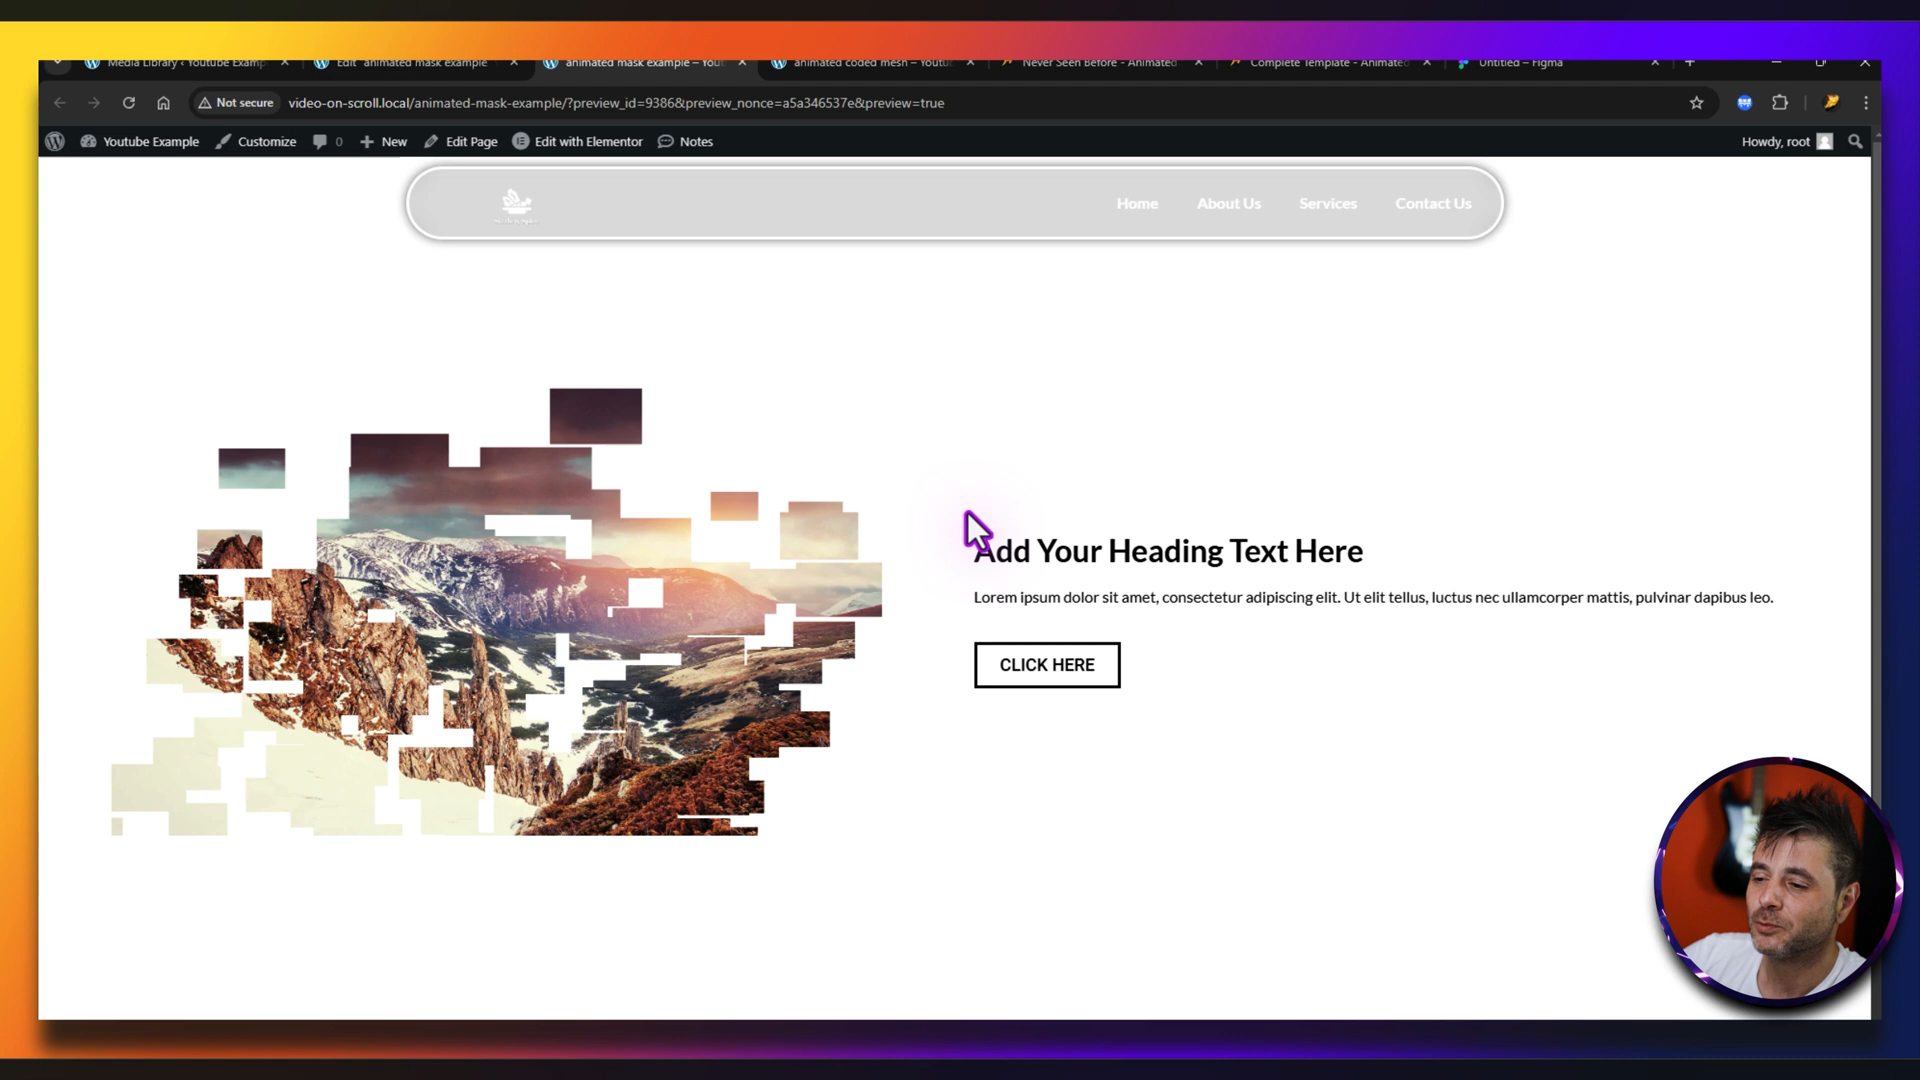 Media Library ‹ Youtube Examp
Edit "animated mask example
animated mask example – You
animated coded mesh – Youtu
Never Seen Before - Animated
Complete Template - Animated
Untitled – Figma
Not secure
video-on-scroll.local/animated-mask-example/?preview_id=9386&preview_nonce=a5a346537e&preview=true
Youtube Example
Customize
0
New
Edit Page
Edit with Elementor
Notes
Howdy, root
Home
About Us
Services
Contact Us
Add Your Heading Text Here
Lorem ipsum dolor sit amet, consectetur adipiscing elit. Ut elit tellus, luctus nec ullamcorper mattis, pulvinar dapibus leo.
CLICK HERE